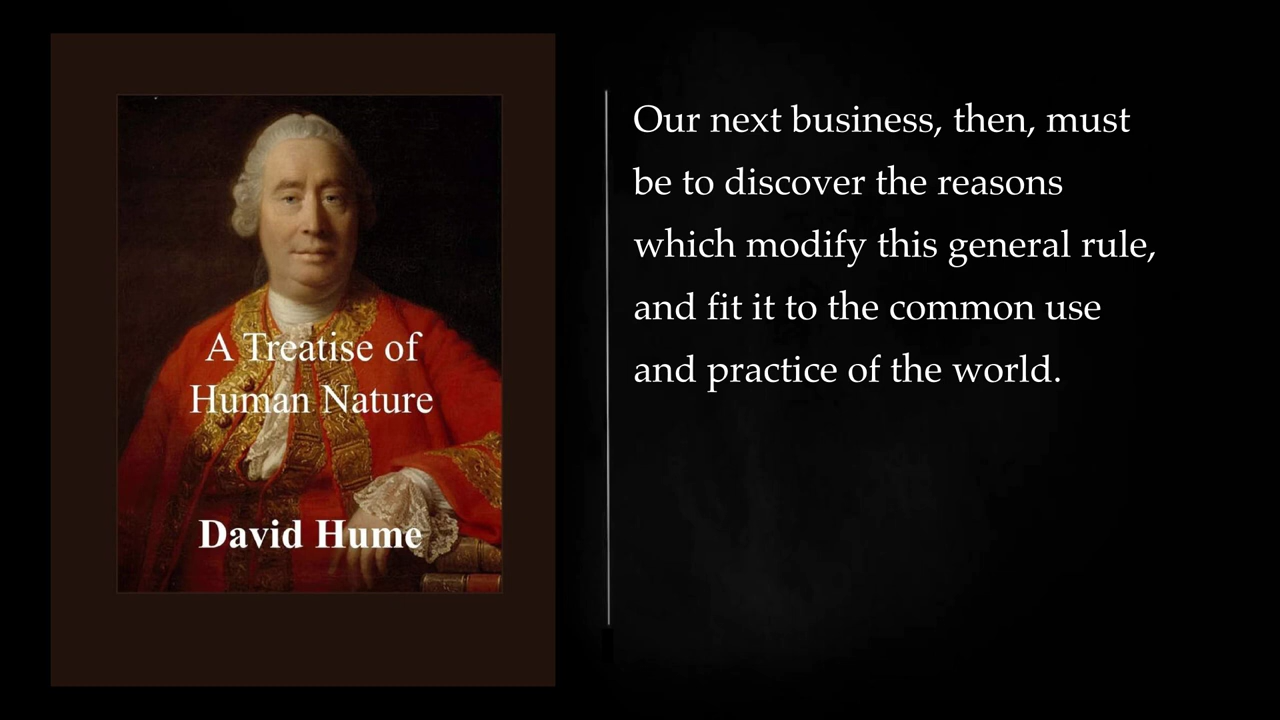 A Treatise of
Human Nature
David Hume
Our next business, then, must
be to discover the reasons
which modify this general rule,
and fit it to the common use
and practice of the world.